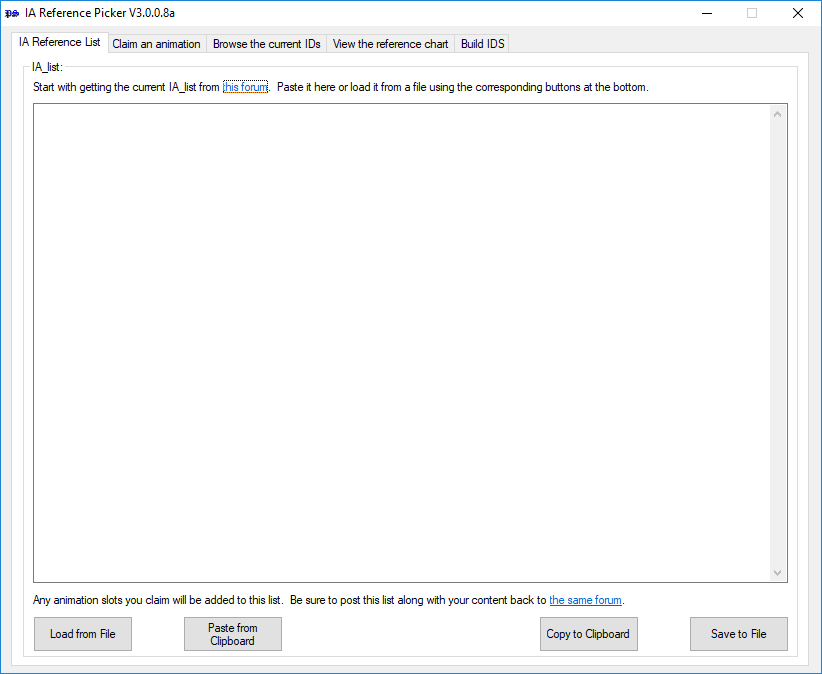 PS IA Reference Picker V3.0.0.8a
IA Reference List Claim an animation Browse the current IDs View the reference chart Build IDS
IA_list:
Start with getting the current IA_list from this forum. Paste it here or load it from a file using the corresponding buttons at the bottom.
Any animation slots you claim will be added to this list. Be sure to post this list along with your content back to the same forum.
Load from File Paste from Clipboard Copy to Clipboard Save to File